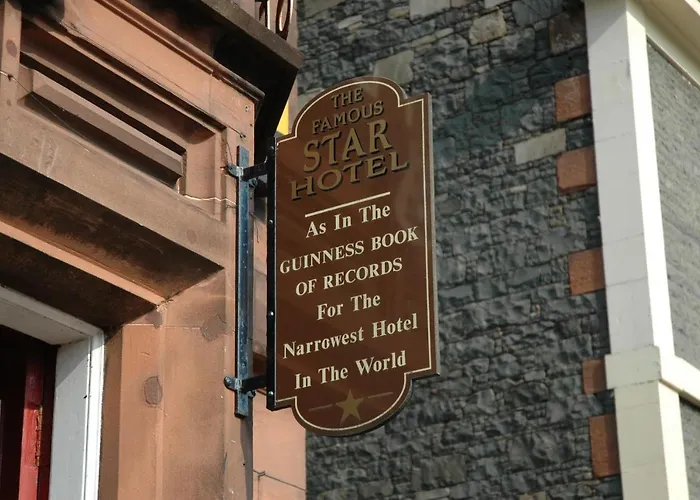 THE
FAMOUS
STAR
HOTEL
As In The
GUINNESS BOOK
OF RECORDS
For The
Narrowest Hotel
In The World